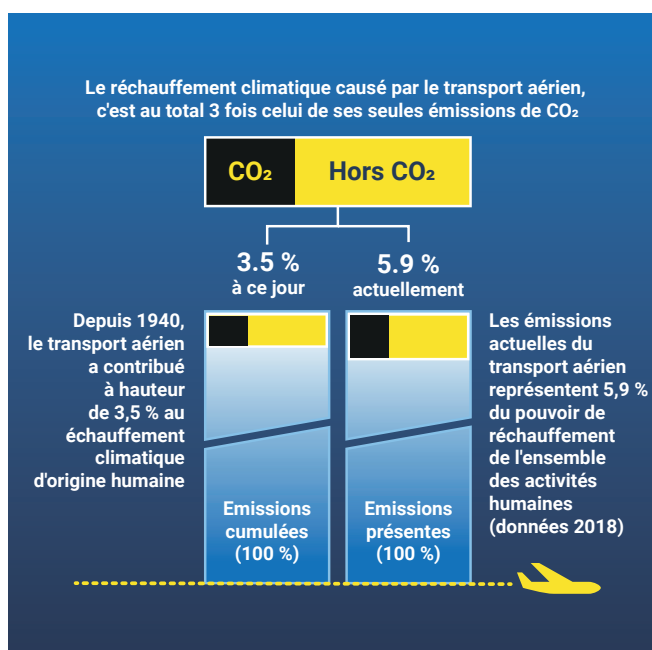 Le réchauffement climatique causé par le transport aérien,
c'est au total 3 fois celui de ses seules émissions de CO₂
CO₂ Hors CO₂
3.5 %
à ce jour
5.9 %
actuellement
Depuis 1940,
le transport aérien
a contribué
à hauteur
de 3,5 % au
échauffement
climatique
d'origine humaine
Emissions
cumulées
(100 %)
Emissions
présentes
(100 %)
Les émissions
actuelles du
transport aérien
représentent 5,9 %
du pouvoir de
réchauffement
de l'ensemble
des activités
humaines
(données 2018)